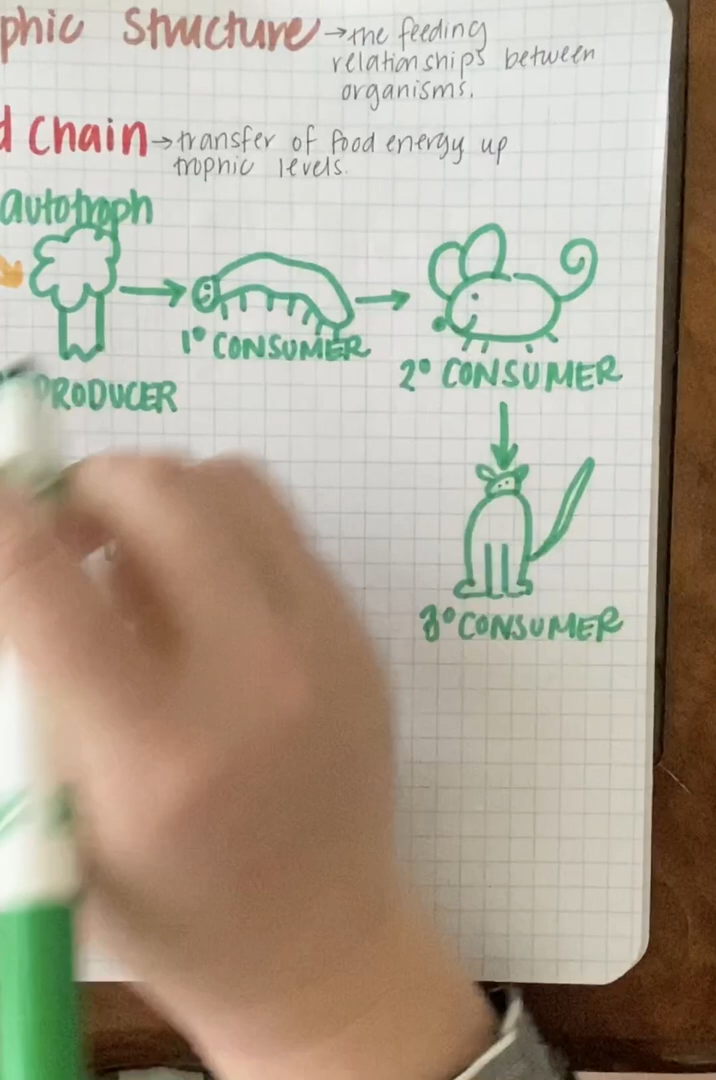 phic Structure → the feeding
relationships between
organisms.
d Chain → transfer of food energy up
trophic levels.
autotroph
1° CONSUMER
2° CONSUMER
PRODUCER
3° CONSUMER